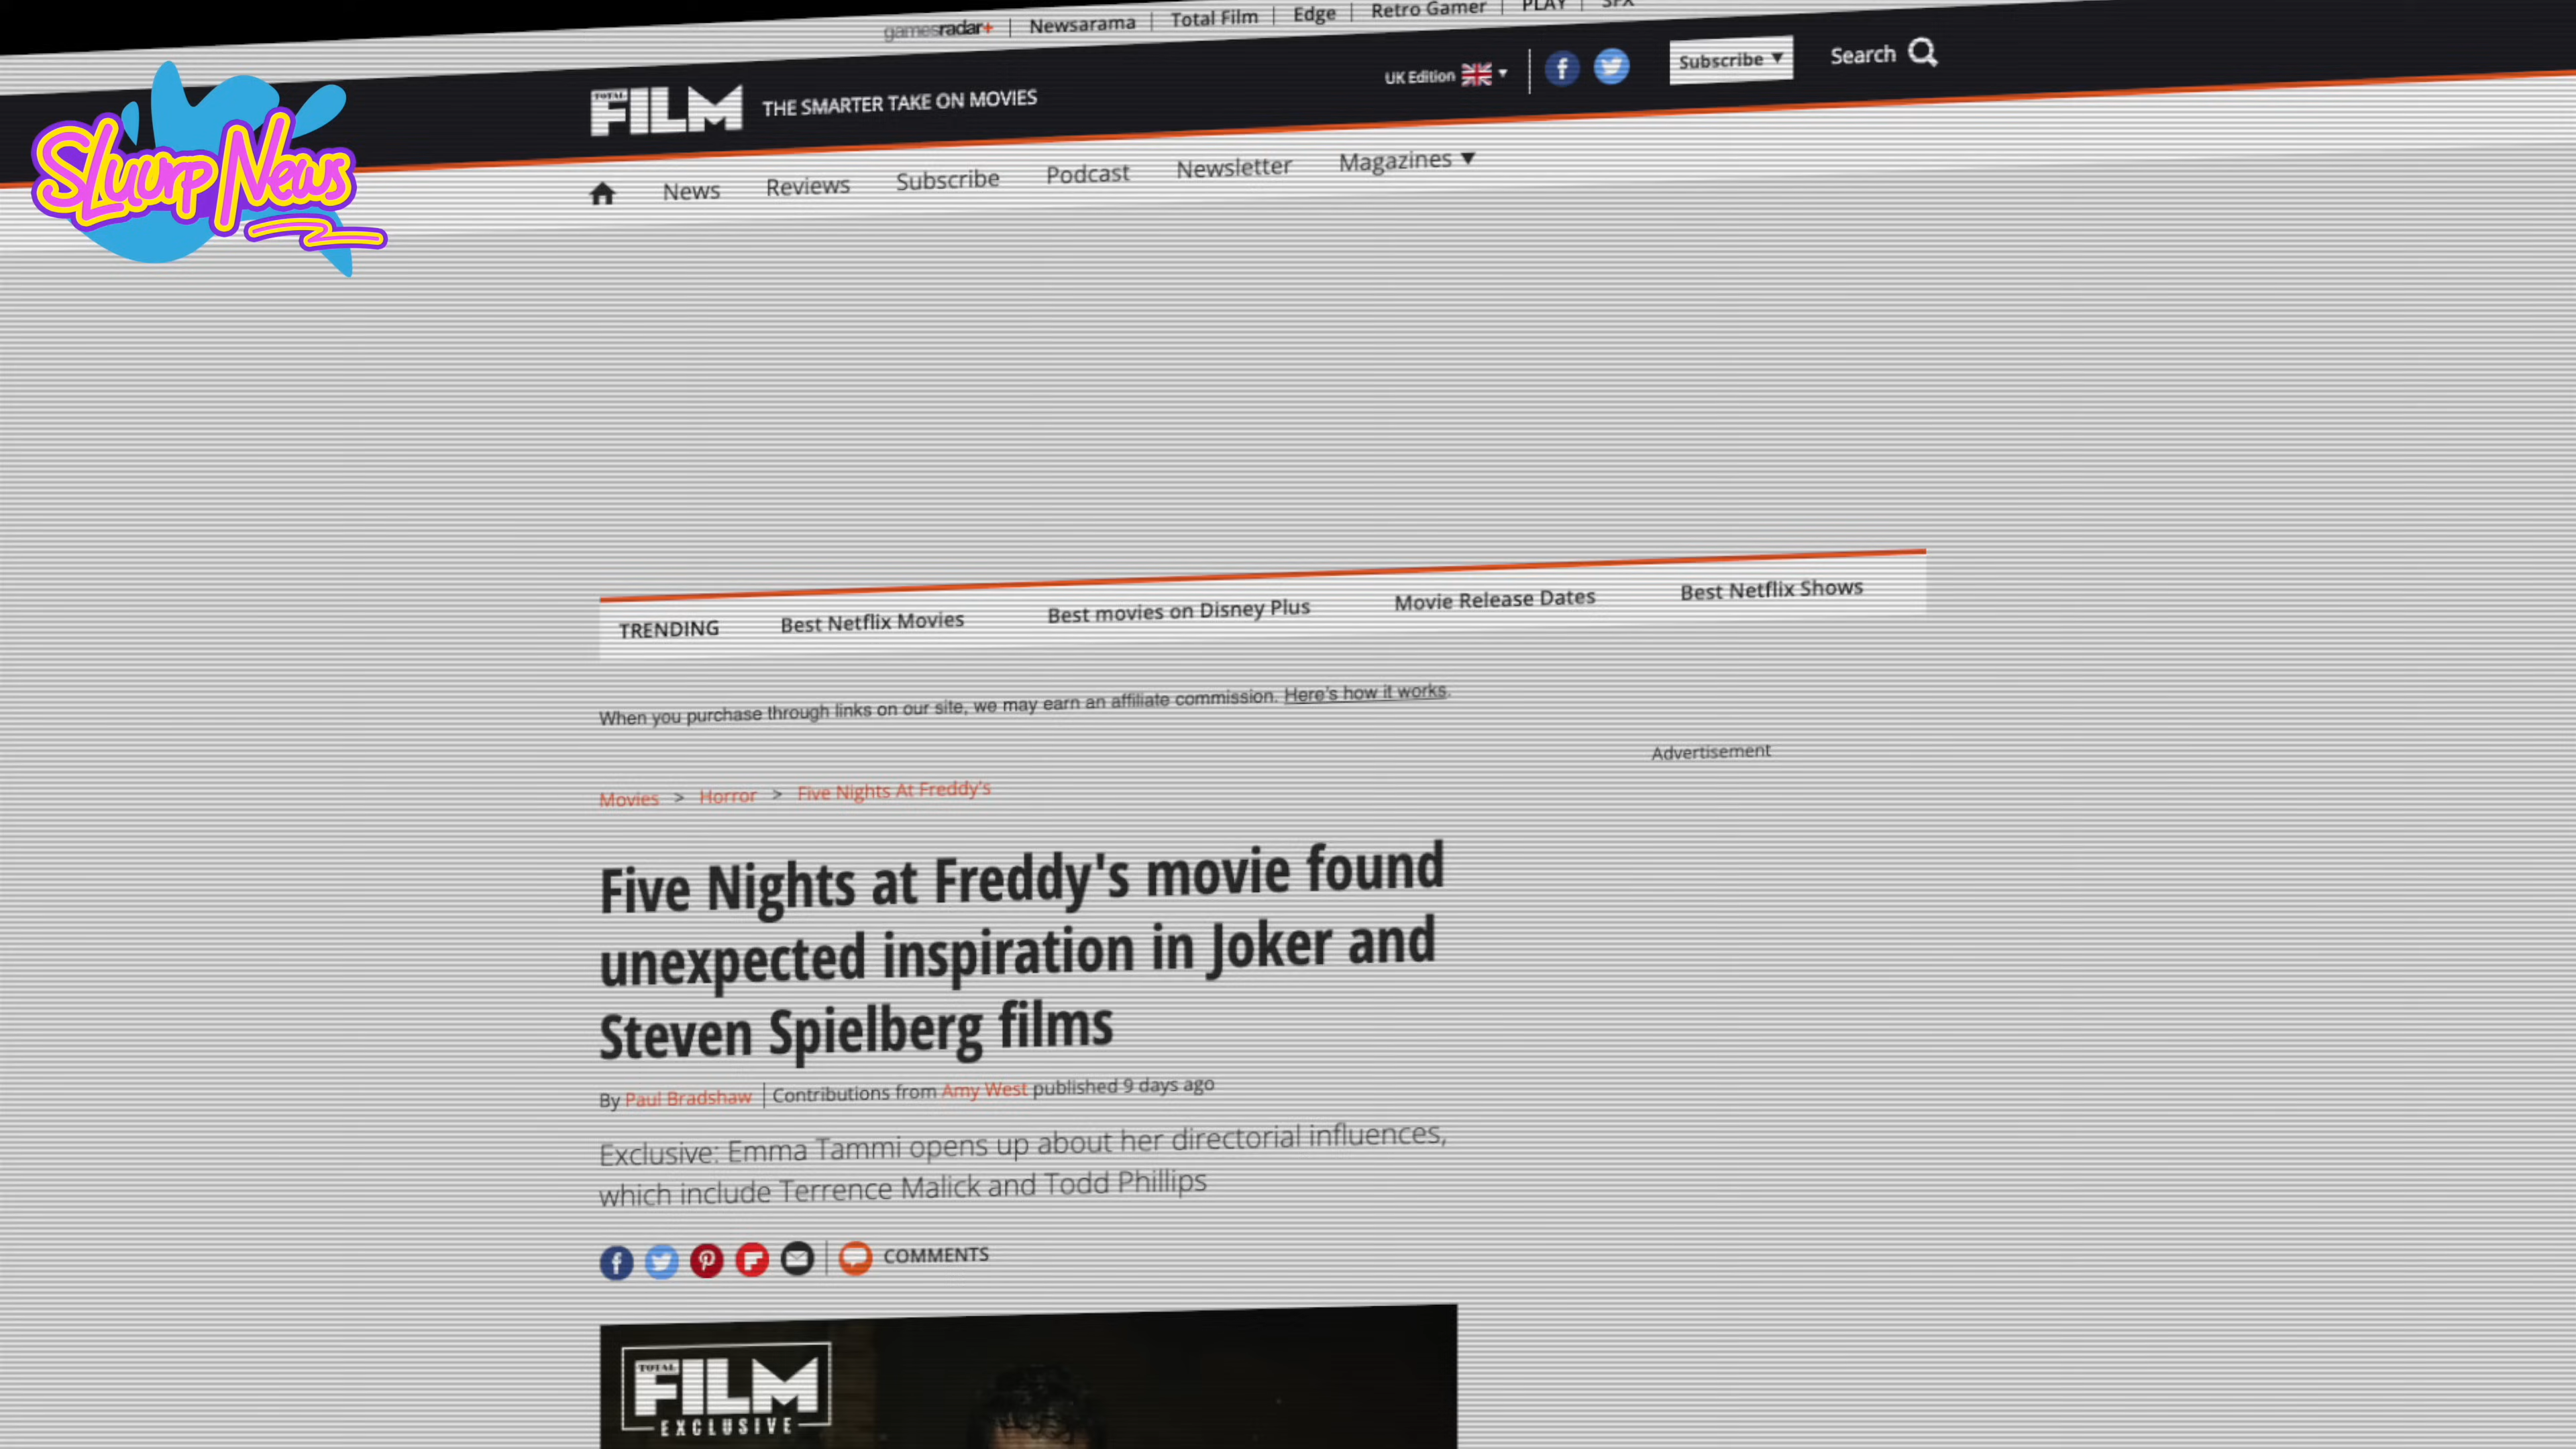 gamesradar+ | Newsarama | Total Film | Edge | Retro Gamer | PLAY | SFX
TOTAL FILM THE SMARTER TAKE ON MOVIES UK Edition Subscribe ▼ Search
Sluurp News
News Reviews Subscribe Podcast Newsletter Magazines ▼
TRENDING Best Netflix Movies Best movies on Disney Plus Movie Release Dates Best Netflix Shows
When you purchase through links on our site, we may earn an affiliate commission. Here's how it works.
Advertisement
Movies > Horror > Five Nights At Freddy's
Five Nights at Freddy's movie found
unexpected inspiration in Joker and
Steven Spielberg films
By Paul Bradshaw | Contributions from Amy West published 9 days ago
Exclusive: Emma Tammi opens up about her directorial influences,
which include Terrence Malick and Todd Phillips
COMMENTS
TOTAL
FILM
EXCLUSIVE